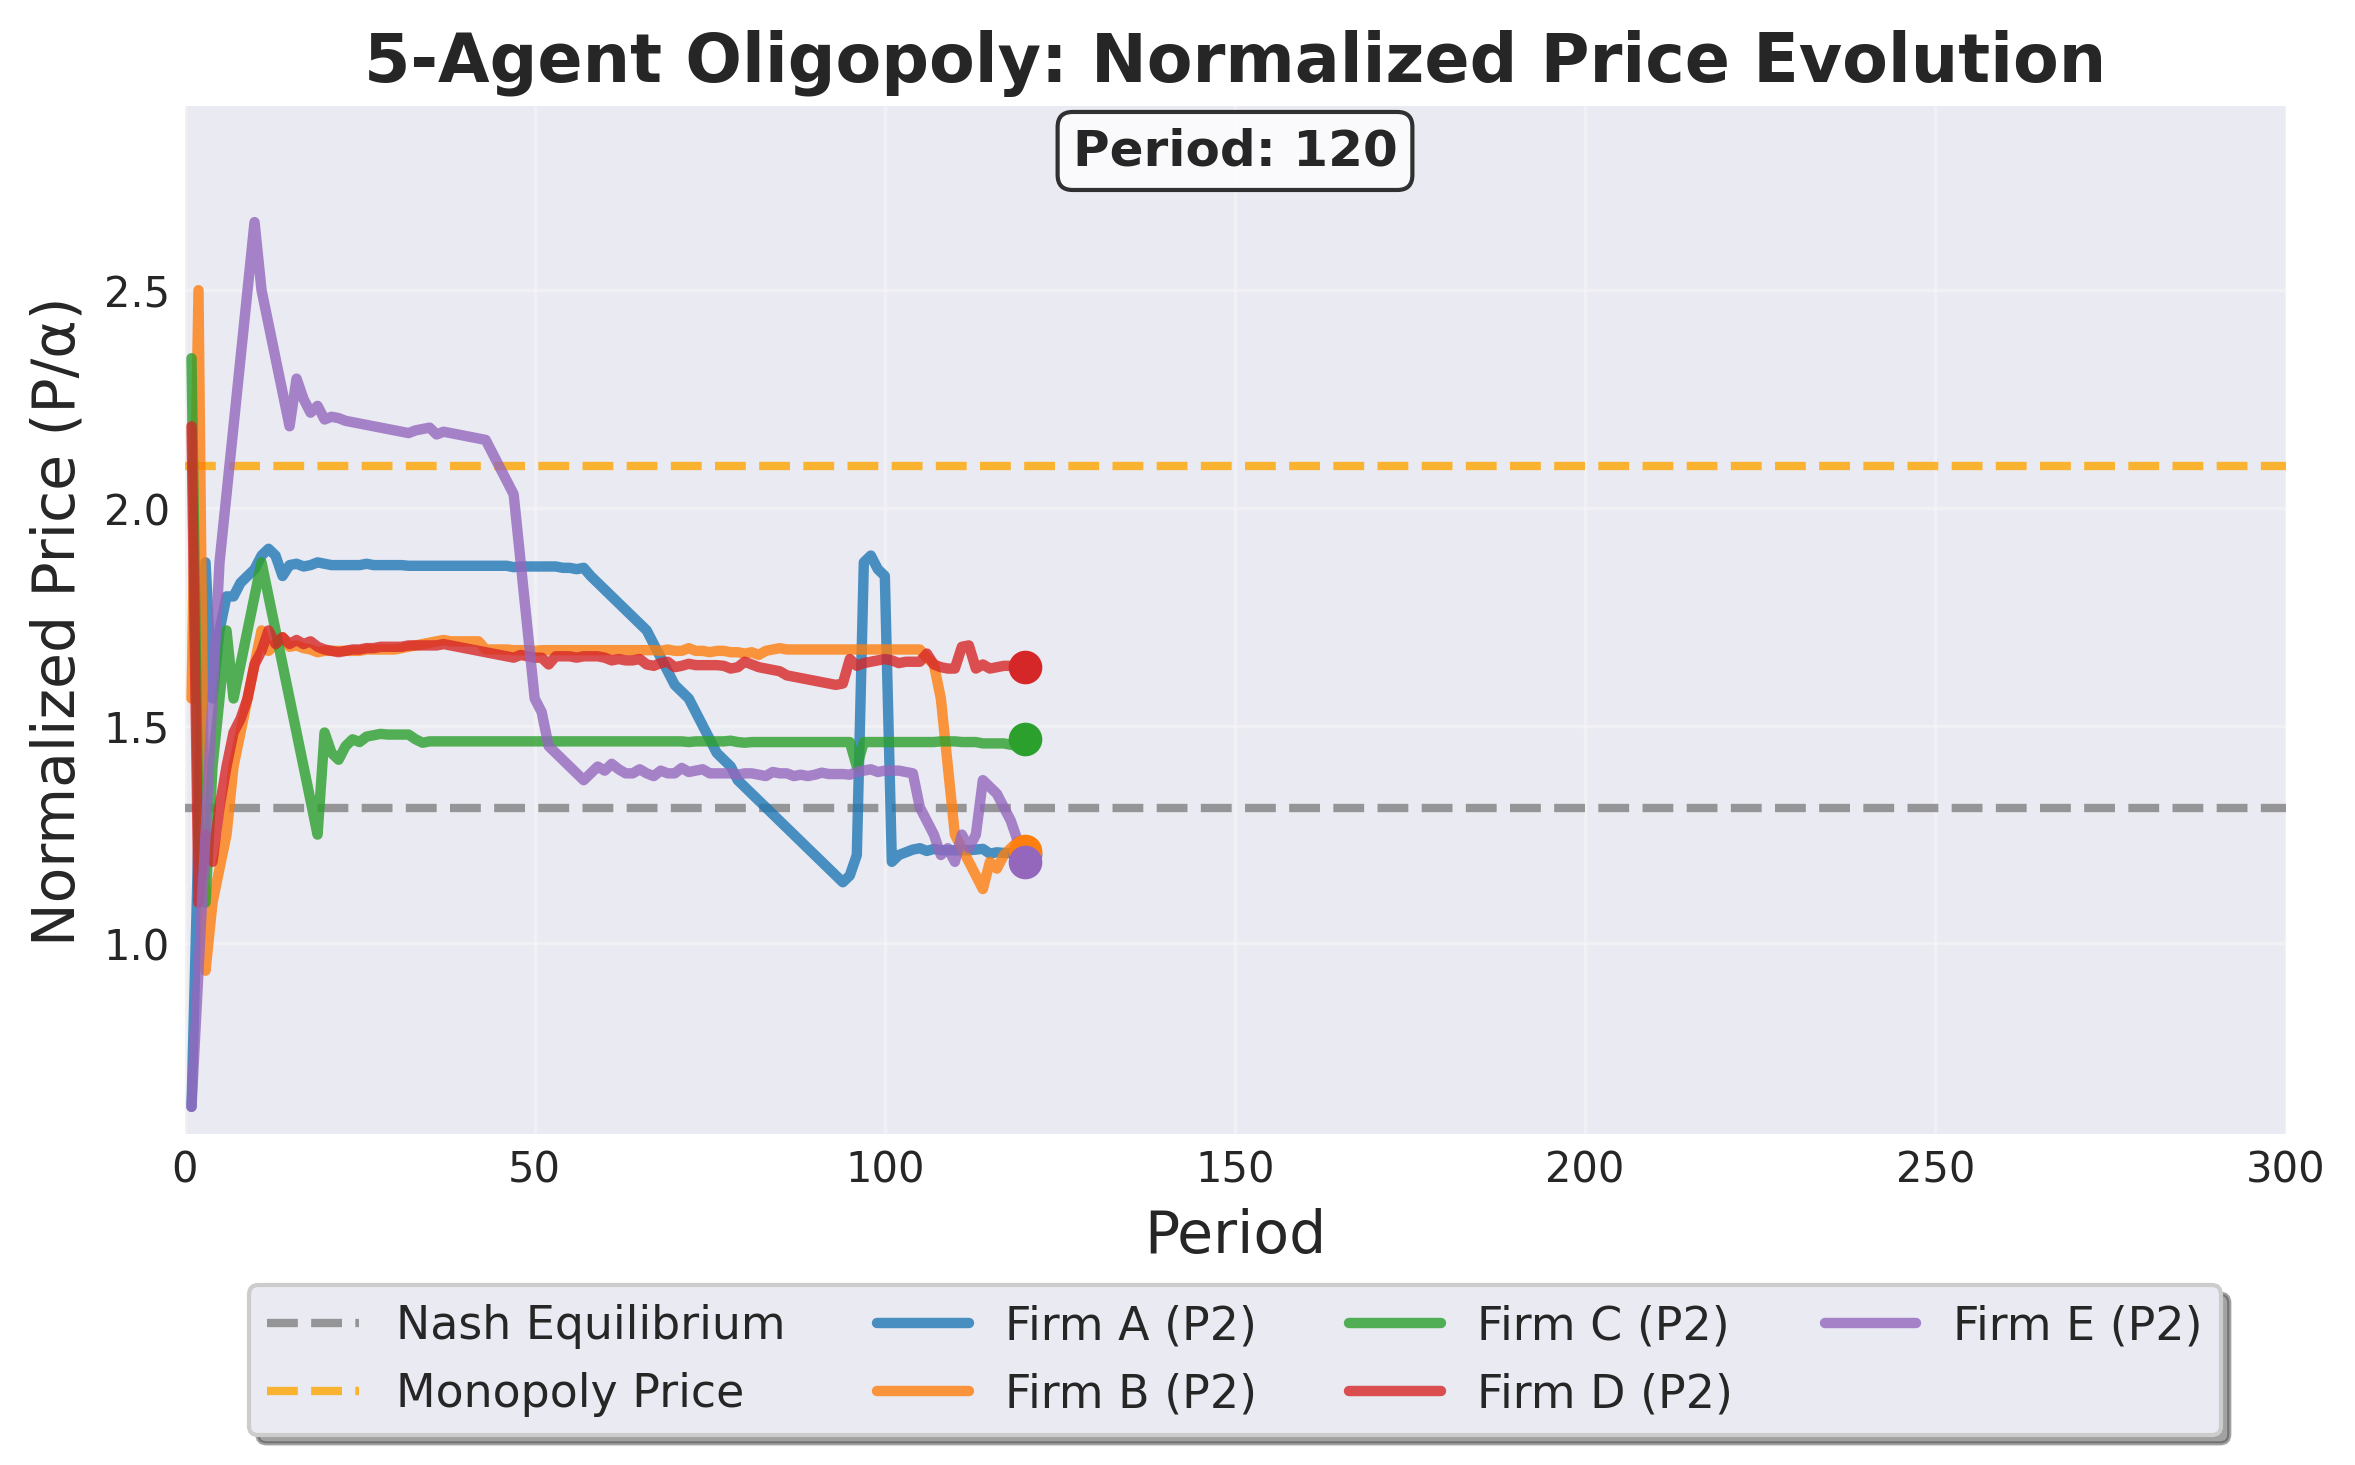 5-Agent Oligopoly: Normalized Price Evolution
Period: 120
Normalized Price (P/α)
2.5
2.0
1.5
1.0
0 50 100 150 200 250 300
Period
Nash Equilibrium Firm A (P2) Firm C (P2) Firm E (P2)
Monopoly Price Firm B (P2) Firm D (P2)